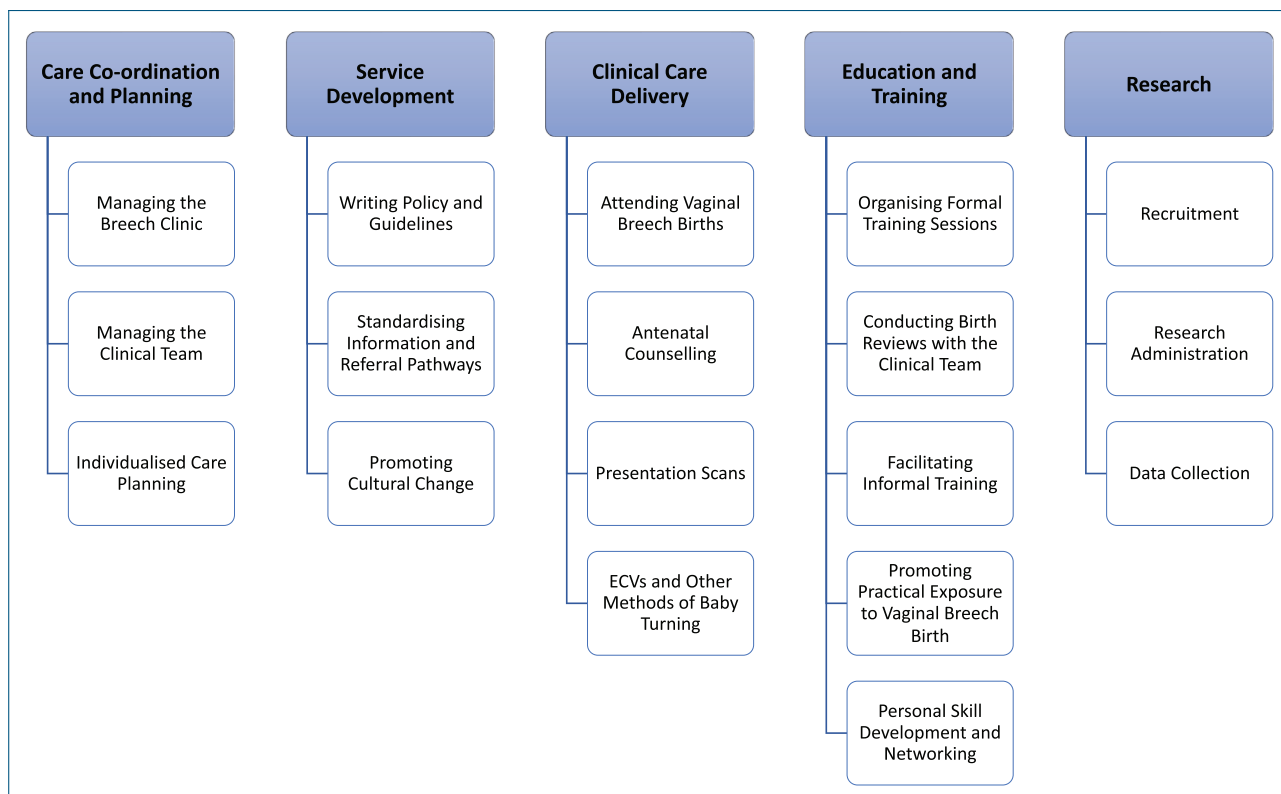 Care Co-ordination
and Planning
Managing the
Breech Clinic
Managing the
Clinical Team
Individualised Care
Planning
Service
Development
Writing Policy and
Guidelines
Standardising
Information and
Referral Pathways
Promoting
Cultural Change
Clinical Care
Delivery
Attending Vaginal
Breech Births
Antenatal
Counselling
Presentation Scans
ECVs and Other
Methods of Baby
Turning
Education and
Training
Organising Formal
Training Sessions
Conducting Birth
Reviews with the
Clinical Team
Facilitating
Informal Training
Promoting
Practical Exposure
to Vaginal Breech
Birth
Personal Skill
Development and
Networking
Research
Recruitment
Research
Administration
Data Collection